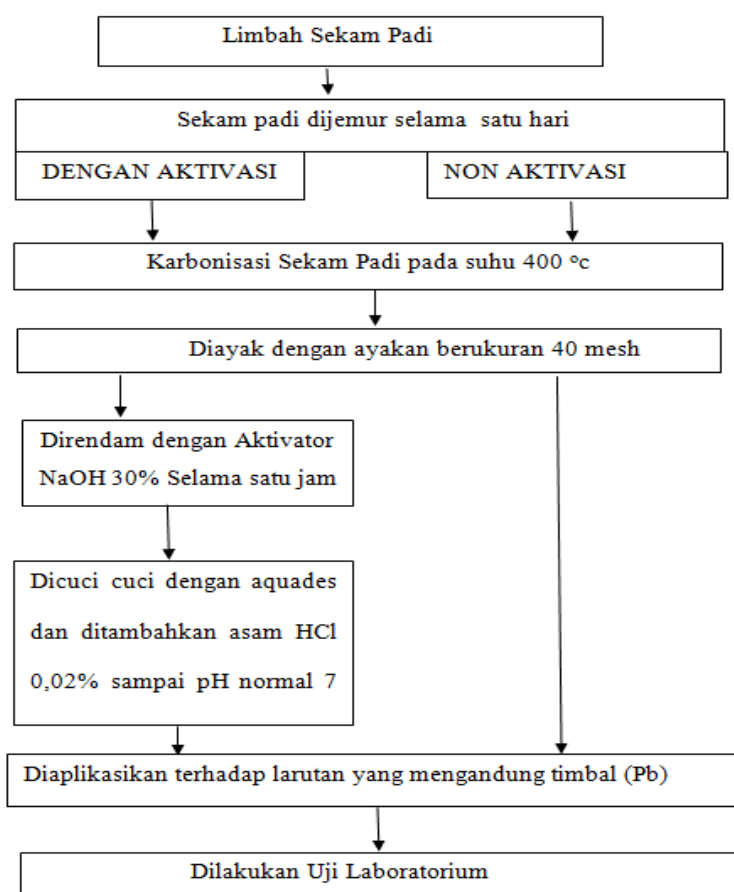 Limbah Sekam Padi
Sekam padi dijemur selama satu hari
DENGAN AKTIVASI
NON AKTIVASI
Karbonisasi Sekam Padi pada suhu 400 °c
Diayak dengan ayakan berukuran 40 mesh
Direndam dengan Aktivator
NaOH 30% Selama satu jam
Dicuci cuci dengan aquades
dan ditambahkan asam HCl
0,02% sampai pH normal 7
Diaplikasikan terhadap larutan yang mengandung timbal (Pb)
Dilakukan Uji Laboratorium